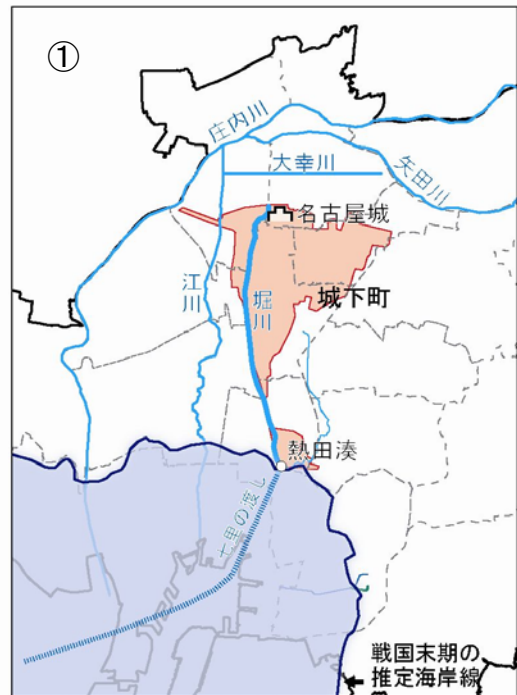 ①
庄内川
大幸川
矢田川
名古屋城
江川
堀川
城下町
熱田湊
七里の渡し
戦国末期の
推定海岸線